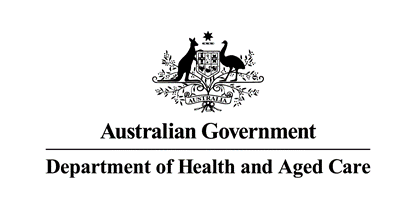 AUSTRALIA
Australian Government
Department of Health and Aged Care